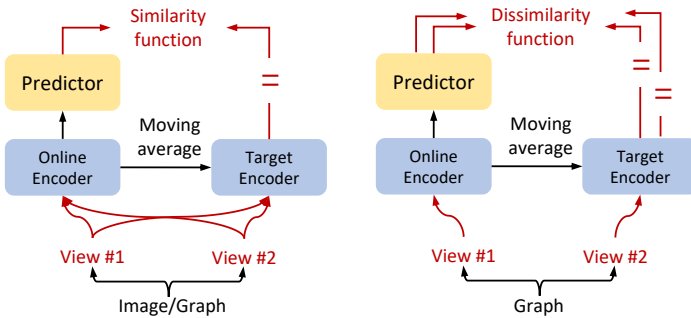 Similarity
function
Predictor
Moving
average
Online
Encoder
Target
Encoder
View #1
View #2
Image/Graph
Dissimilarity
function
Predictor
Moving
average
Online
Encoder
Target
Encoder
View #1
View #2
Graph